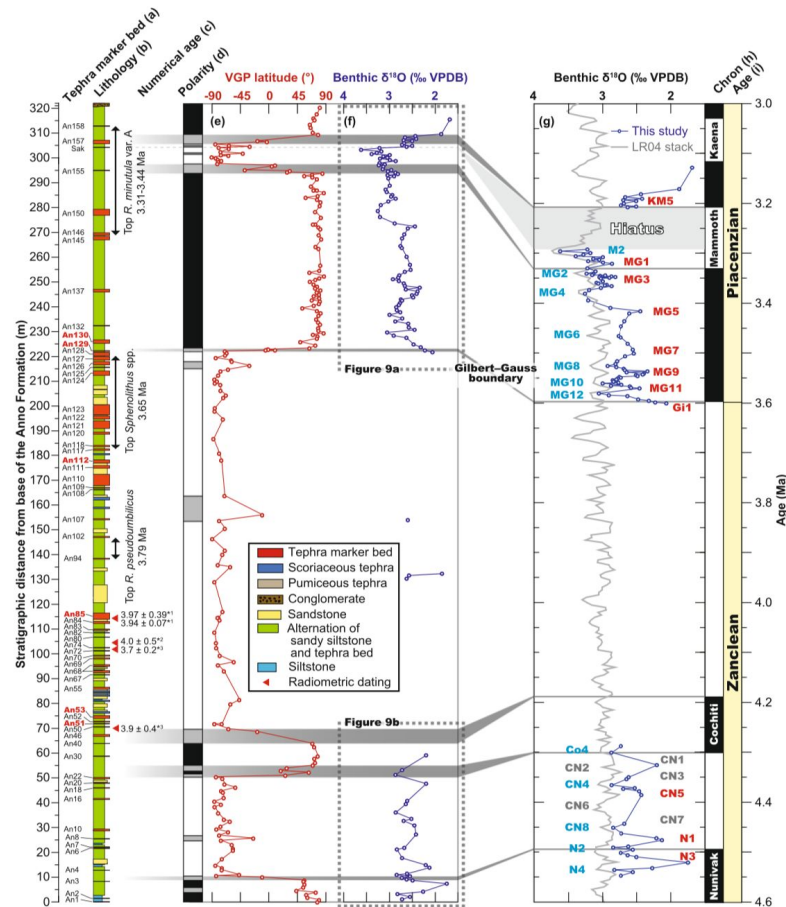 Tephra marker bed (a)
Lithology (b)
Numerical age (c)
Polarity (d)
VGP latitude (°)
-90 -45 0 45 90
Benthic δ18O (‰ VPDB)
4 3 2
Benthic δ18O (‰ VPDB)
4 3 2
Chron (h)
Age (i)
(e)
(f)
(g)
This study
LR04 stack
Stratigraphic distance from base of the Anno Formation (m)
320
310
300
290
280
270
260
250
240
230
220
210
200
190
180
170
160
150
140
130
120
110
100
90
80
70
60
50
40
30
20
10
0
An158
An157
Sak
An155
An150
An146
An145
An137
An132
An130
An129
An128
An127
An126
An125
An124
An123
An122
An121
An120
An118
An117
An112
An111
An110
An109
An108
An107
An102
An94
An85
An84
An83
An82
An80
An74
An72
An70
An69
An68
An67
An55
An53
An52
An51
An50
An46
An40
An30
An22
An20
An18
An16
An10
An8
An7
An6
An4
An3
An2
An1
Top R. minutula var. A
3.31-3.44 Ma
Top Sphenolithus spp.
3.65 Ma
Top R. pseudoumbilicus
3.79 Ma
3.97 ± 0.39*1
3.94 ± 0.07*1
4.0 ± 0.5*2
3.7 ± 0.2*3
3.9 ± 0.4*3
Figure 9a
Gilbert–Gauss
boundary
Figure 9b
Tephra marker bed
Scoriaceous tephra
Pumiceous tephra
Conglomerate
Sandstone
Alternation of
sandy siltstone
and tephra bed
Siltstone
Radiometric dating
KM5
Hiatus
M2
MG1
MG2
MG3
MG4
MG5
MG6
MG7
MG8
MG9
MG10
MG11
MG12
Gi1
Co4
CN1
CN2
CN3
CN4
CN5
CN6
CN7
CN8
N1
N2
N3
N4
Kaena
Mammoth
Cochiti
Nunivak
Piacenzian
Zanclean
3.0
3.2
3.4
3.6
3.8
4.0
4.2
4.4
4.6
Age (Ma)